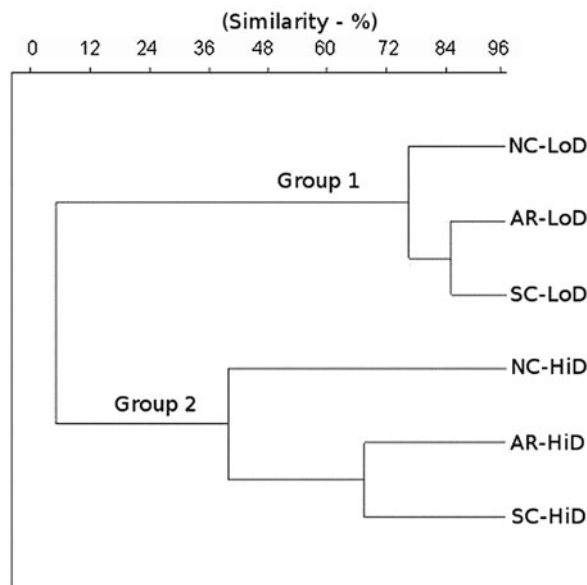 (Similarity - %)
0 12 24 36 48 60 72 84 96
NC-LoD
Group 1
AR-LoD
SC-LoD
NC-HiD
Group 2
AR-HiD
SC-HiD